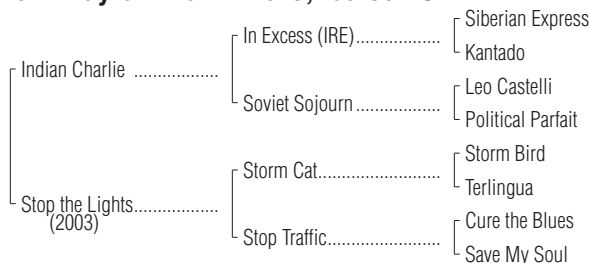 Siberian Express
In Excess (IRE)..................
Kantado
Indian Charlie ..................
Leo Castelli
Soviet Sojourn ..................
Political Parfait
Storm Bird
Storm Cat..........................
Terlingua
Stop the Lights..................
(2003)
Cure the Blues
Stop Traffic........................
Save My Soul